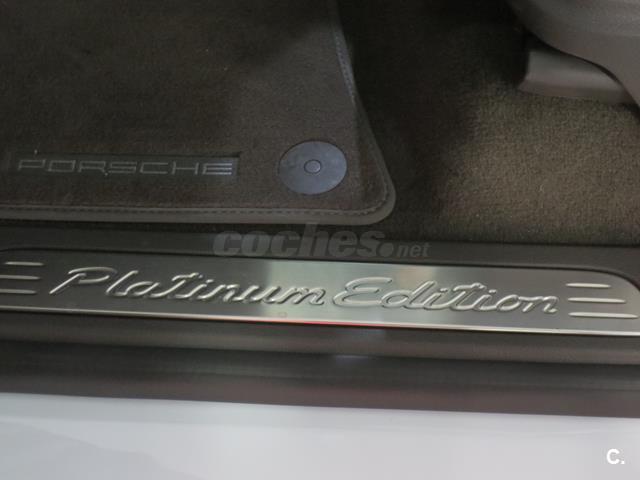 PORSCHE
coches.net
Platinum Edition
c.